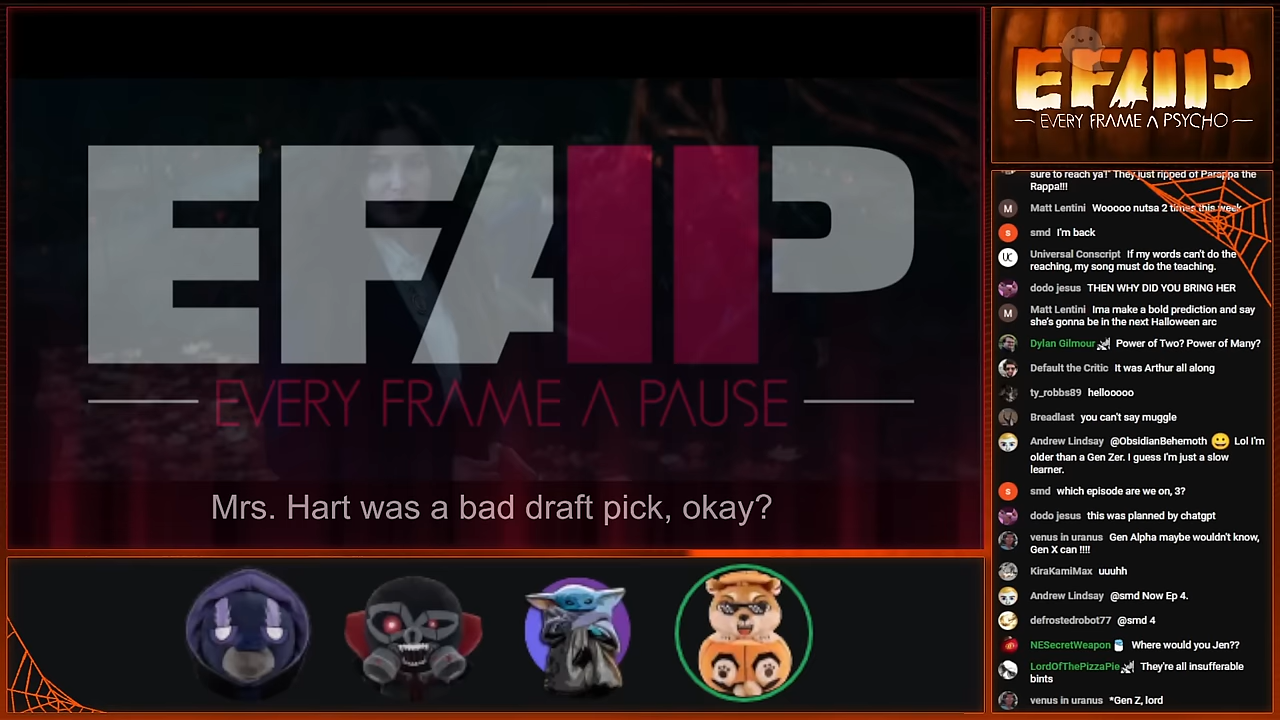 EFAP
EVERY FRAME A PAUSE
Mrs. Hart was a bad draft pick, okay?
EFAP
EVERY FRAME A PSYCHO
sure to reach ya!" They just ripped of Parappa the
Rappa!!!
M Matt Lentini Wooooo nutsa 2 times this week
s smd I'm back
UC Universal Conscript If my words can't do the
reaching, my song must do the teaching.
dodo jesus THEN WHY DID YOU BRING HER
M Matt Lentini Ima make a bold prediction and say
she's gonna be in the next Halloween arc
Dylan Gilmour Power of Two? Power of Many?
Default the Critic It was Arthur all along
ty_robbs89 hellooooo
Breadlast you can't say muggle
Andrew Lindsay @ObsidianBehemoth 😀 Lol I'm
older than a Gen Zer. I guess I'm just a slow
learner.
s smd which episode are we on, 3?
dodo jesus this was planned by chatgpt
venus in uranus Gen Alpha maybe wouldn't know,
Gen X can !!!!
KiraKamiMax uuuhh
Andrew Lindsay @smd Now Ep 4.
defrostedrobot77 @smd 4
NESecretWeapon Where would you Jen??
LordOfThePizzaPie They're all insufferable
bints
venus in uranus *Gen Z, lord